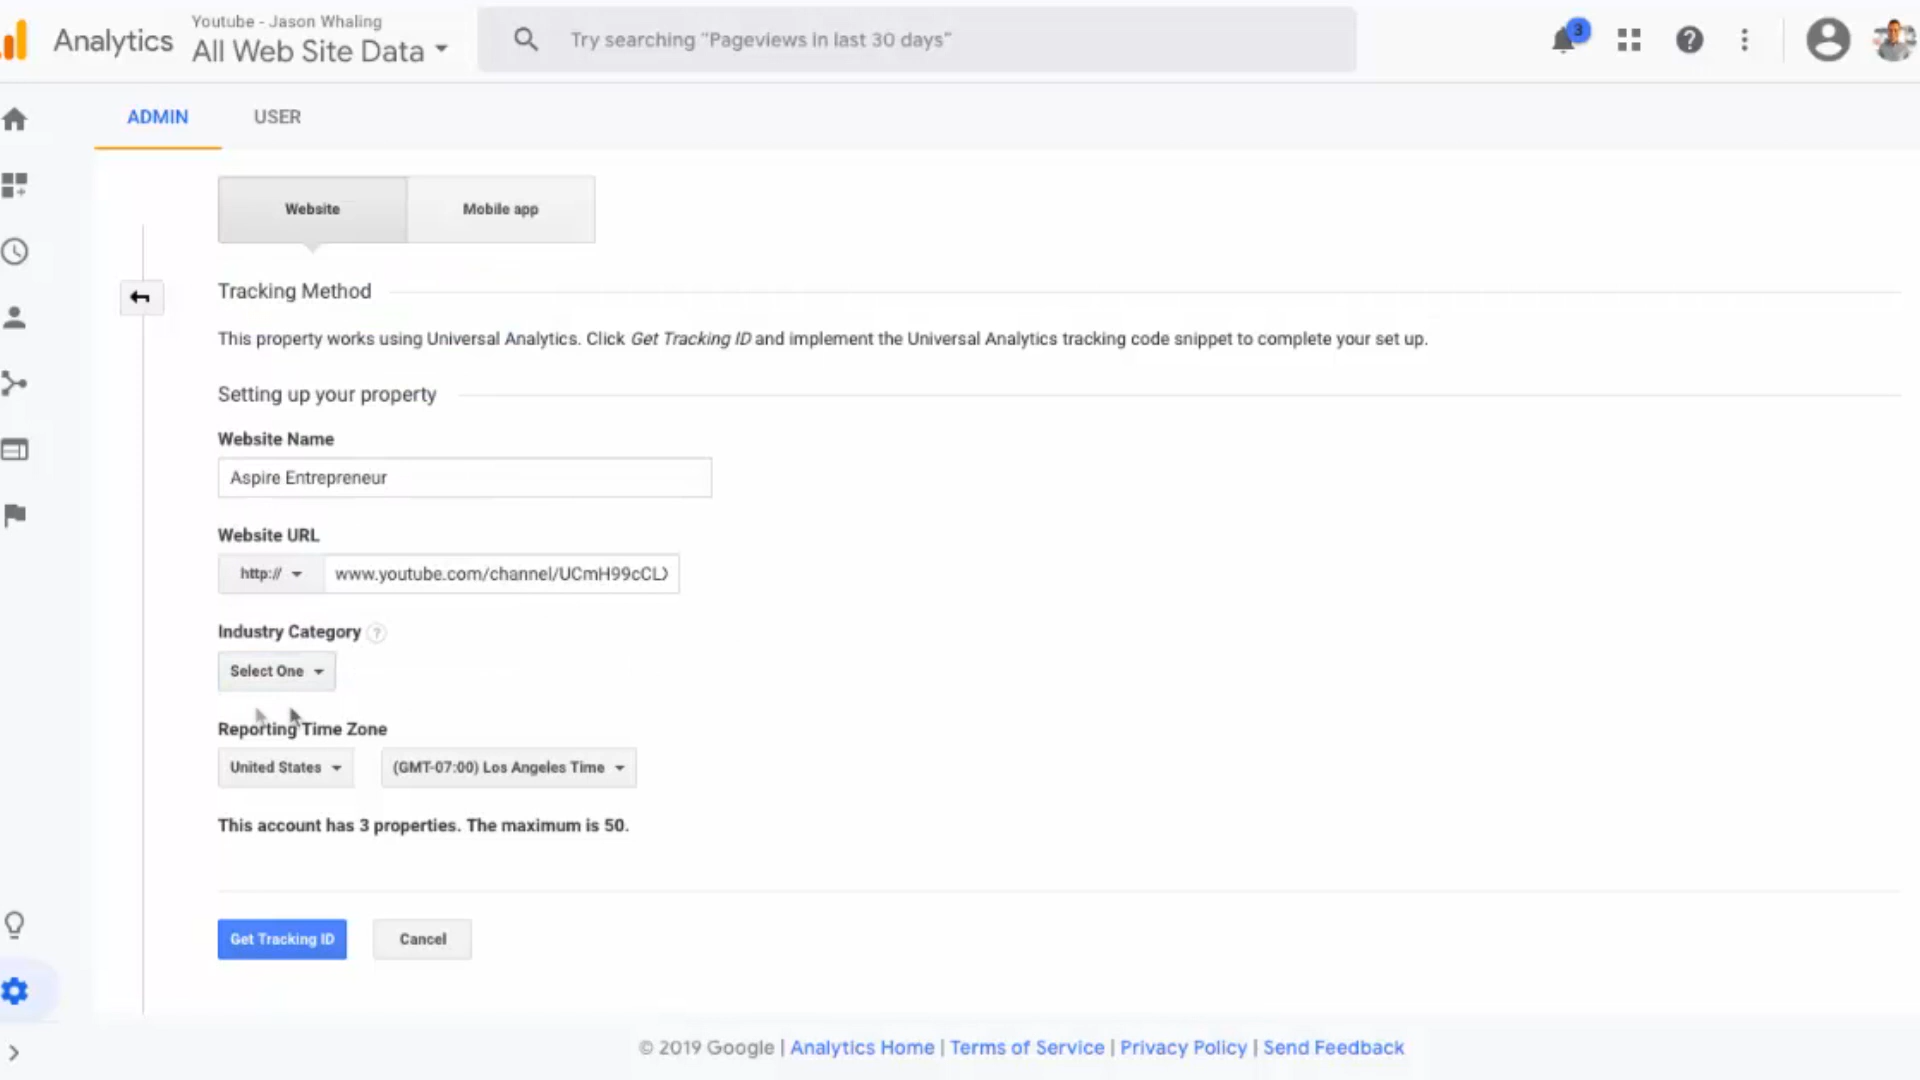 Analytics
Youtube - Jason Whaling
All Web Site Data
Try searching "Pageviews in last 30 days"
3
ADMIN
USER
Website
Mobile app
Tracking Method
This property works using Universal Analytics. Click Get Tracking ID and implement the Universal Analytics tracking code snippet to complete your set up.
Setting up your property
Website Name
Aspire Entrepreneur
Website URL
http://
www.youtube.com/channel/UCmH99cCL
Industry Category ?
Select One
Reporting Time Zone
United States
(GMT-07:00) Los Angeles Time
This account has 3 properties. The maximum is 50.
Get Tracking ID
Cancel
© 2019 Google | Analytics Home | Terms of Service | Privacy Policy | Send Feedback